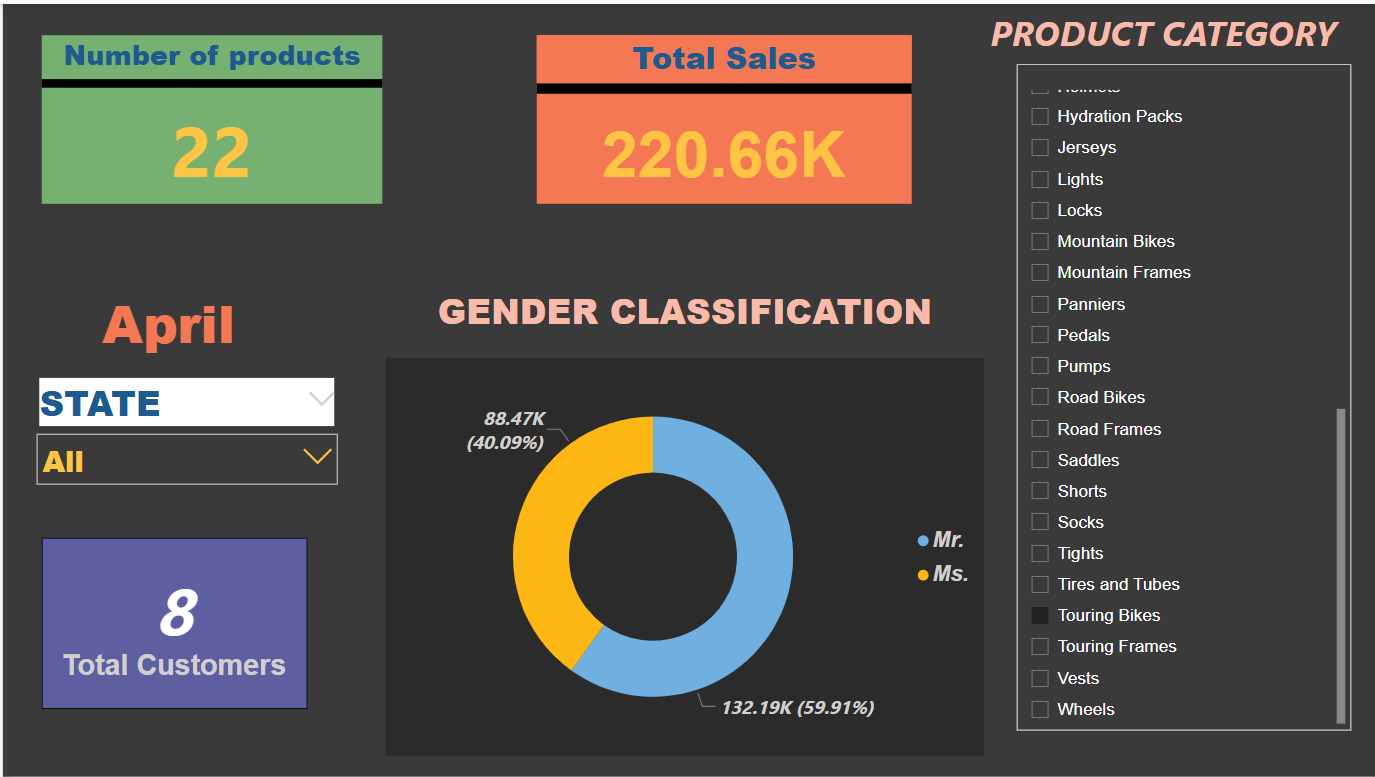 Number of products
22
Total Sales
220.66K
PRODUCT CATEGORY
Helmets
Hydration Packs
Jerseys
Lights
Locks
Mountain Bikes
Mountain Frames
Panniers
Pedals
Pumps
Road Bikes
Road Frames
Saddles
Shorts
Socks
Tights
Tires and Tubes
Touring Bikes
Touring Frames
Vests
Wheels
April
STATE
All
8
Total Customers
GENDER CLASSIFICATION
88.47K
(40.09%)
Mr.
Ms.
132.19K (59.91%)